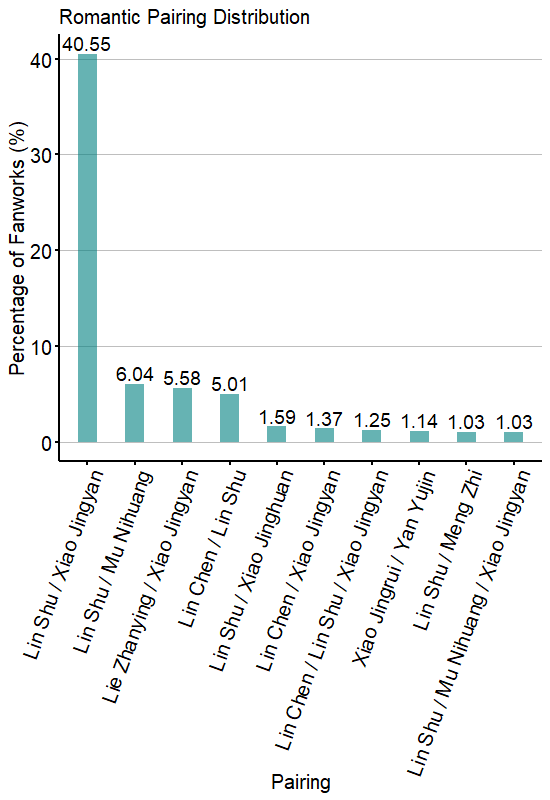 Romantic Pairing Distribution
Percentage of Fanworks (%)
40
30
20
10
0
40.55
6.04
5.58
5.01
1.59
1.37
1.25
1.14
1.03
1.03
Lin Shu / Xiao Jingyan
Lin Shu / Mu Nihuang
Lie Zhanying / Xiao Jingyan
Lin Chen / Lin Shu
Lin Shu / Xiao Jinghuan
Lin Chen / Xiao Jingyan
Lin Chen / Lin Shu / Xiao Jingyan
Xiao Jingrui / Yan Yujin
Lin Shu / Meng Zhi
Lin Shu / Mu Nihuang / Xiao Jingyan
Pairing